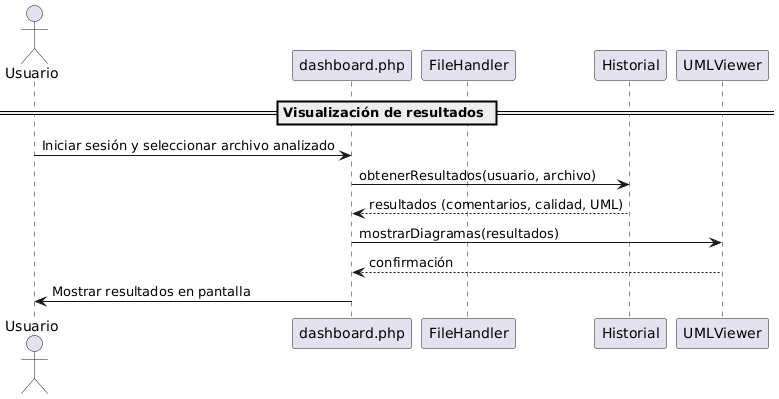 Usuario
dashboard.php
FileHandler
Historial
UMLViewer
Visualización de resultados
Iniciar sesión y seleccionar archivo analizado
obtenerResultados(usuario, archivo)
resultados (comentarios, calidad, UML)
mostrarDiagramas(resultados)
confirmación
Mostrar resultados en pantalla
Usuario
dashboard.php
FileHandler
Historial
UMLViewer